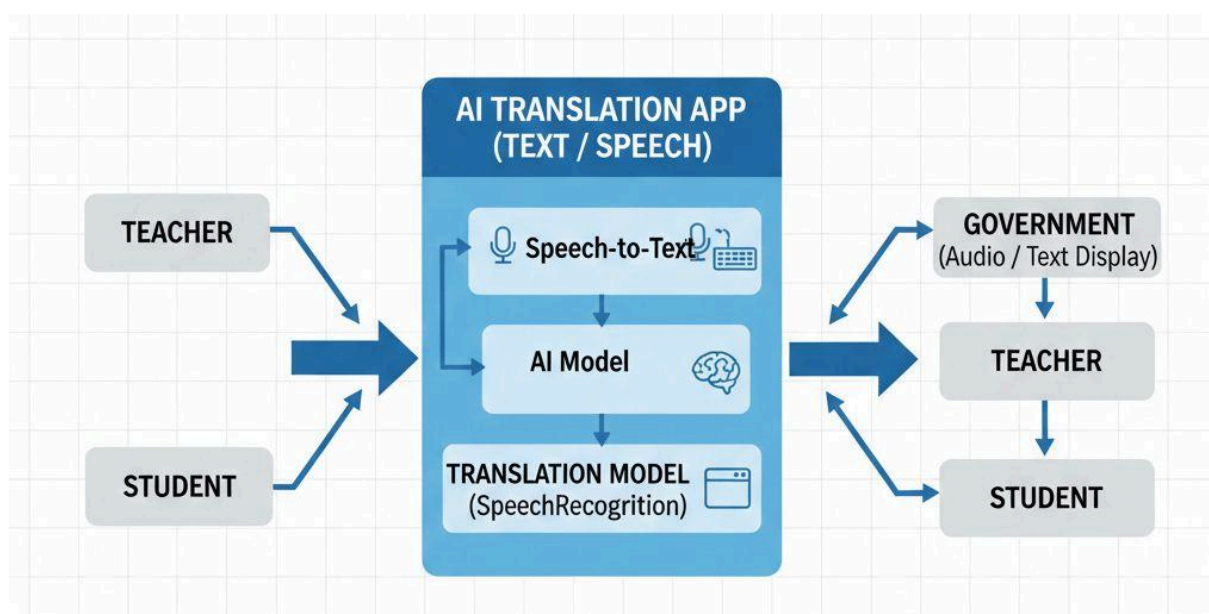 AI TRANSLATION APP
(TEXT / SPEECH)
TEACHER
STUDENT
Speech-to-Text
AI Model
TRANSLATION MODEL
(SpeechRecogrition)
GOVERNMENT
(Audio / Text Display)
TEACHER
STUDENT